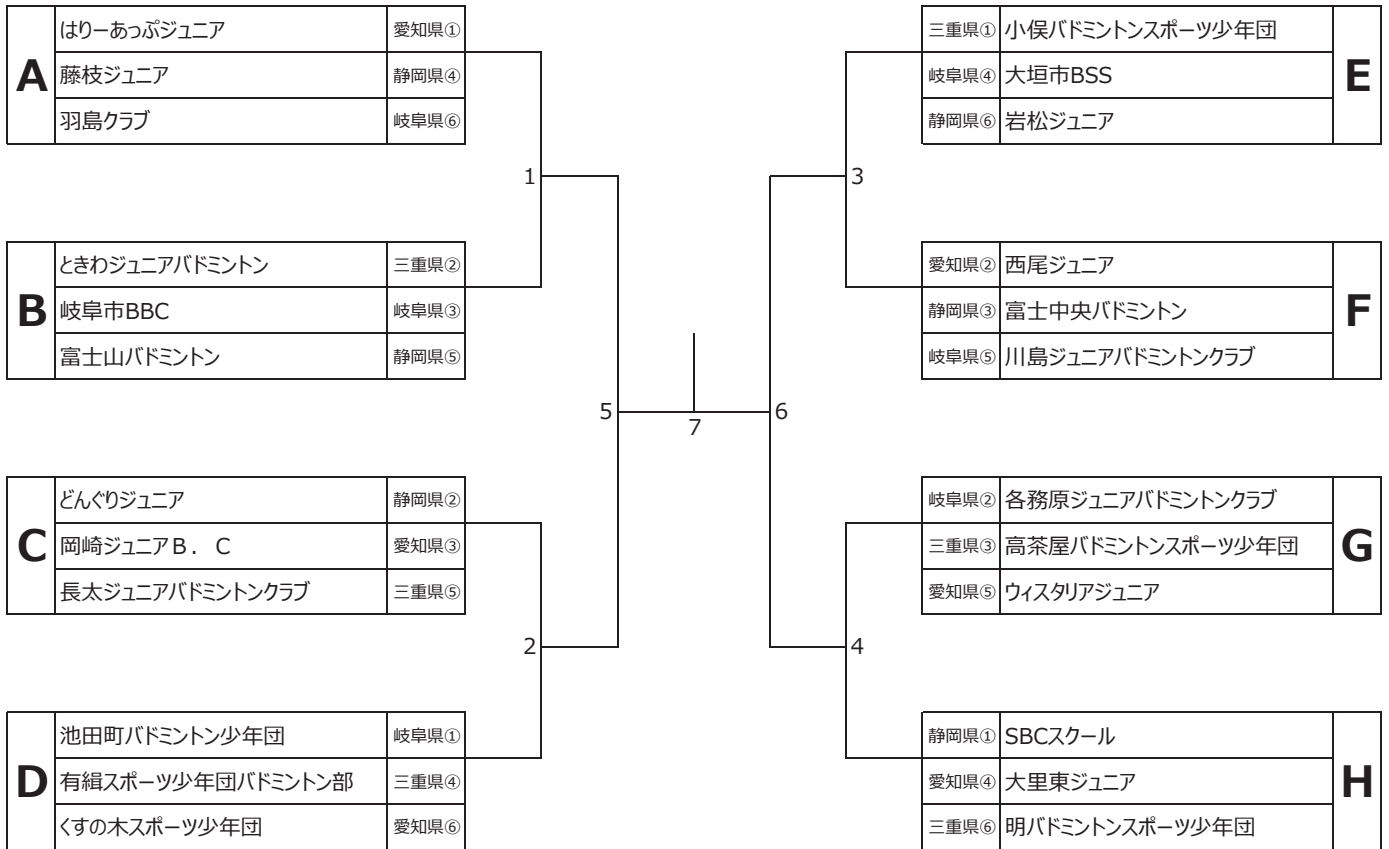 A
はりーあっぷジュニア 愛知県①
藤枝ジュニア 静岡県④
羽島クラブ 岐阜県⑥
1
B
ときわジュニアバドミントン 三重県②
岐阜市BBC 岐阜県③
富士山バドミントン 静岡県⑤
5
C
どんぐりジュニア 静岡県②
岡崎ジュニアB．C 愛知県③
長太ジュニアバドミントンクラブ 三重県⑤
2
D
池田町バドミントン少年団 岐阜県①
有緝スポーツ少年団バドミントン部 三重県④
くすの木スポーツ少年団 愛知県⑥
7
三重県① 小俣バドミントンスポーツ少年団
岐阜県④ 大垣市BSS
静岡県⑥ 岩松ジュニア
E
3
愛知県② 西尾ジュニア
静岡県③ 富士中央バドミントン
岐阜県⑤ 川島ジュニアバドミントンクラブ
F
6
岐阜県② 各務原ジュニアバドミントンクラブ
三重県③ 高茶屋バドミントンスポーツ少年団
愛知県⑤ ウィスタリアジュニア
G
4
静岡県① SBCスクール
愛知県④ 大里東ジュニア
三重県⑥ 明バドミントンスポーツ少年団
H